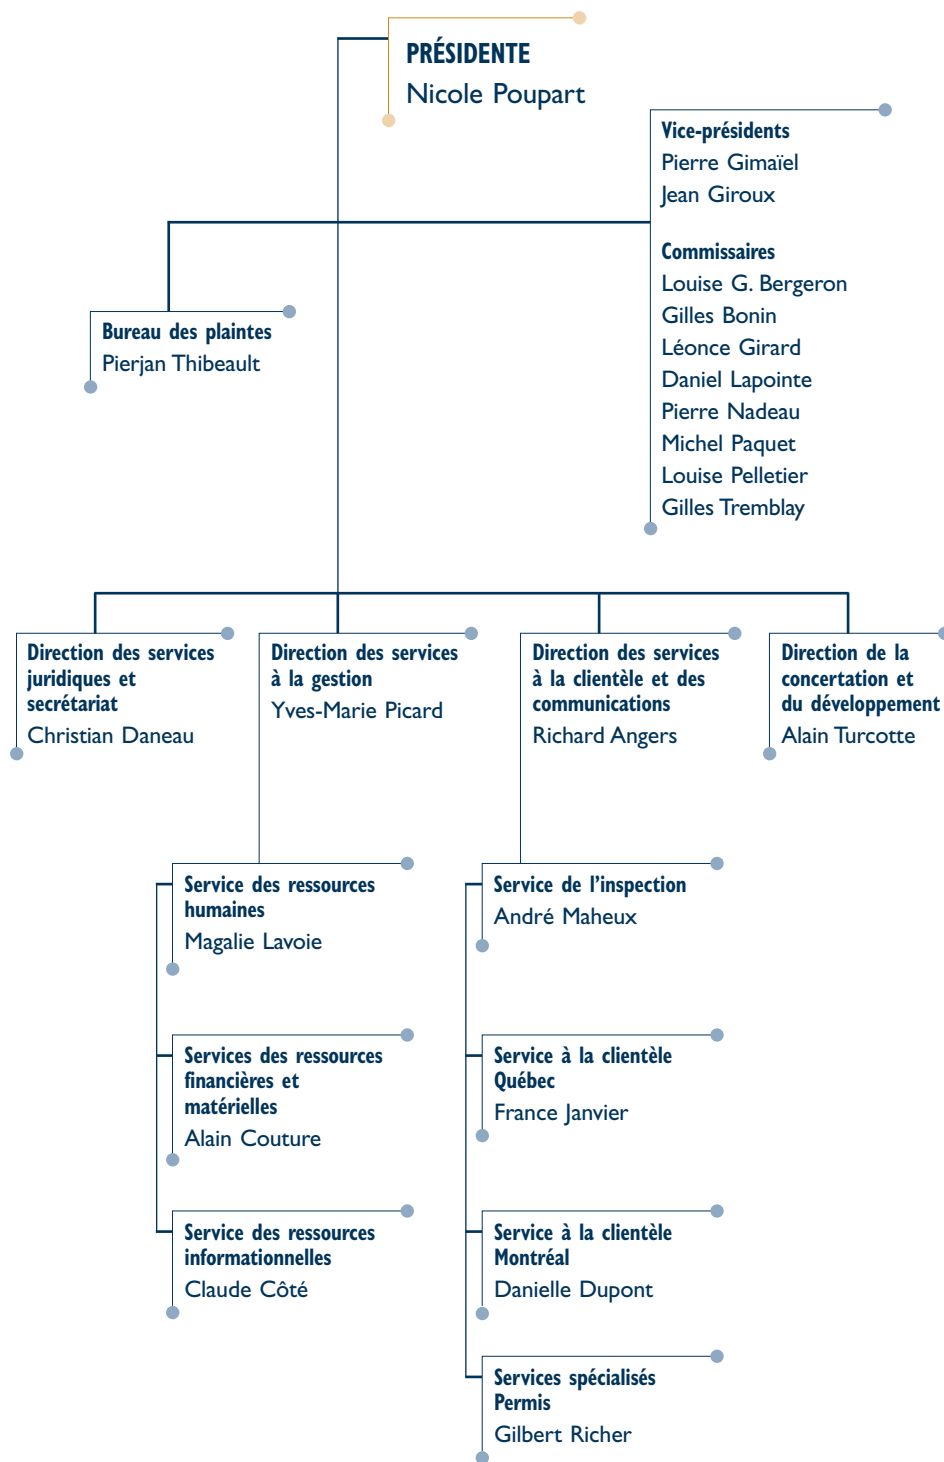 PRÉSIDENTE
Nicole Poupart
Vice-présidents
Pierre Gimaïel
Jean Giroux
Commissaires
Louise G. Bergeron
Gilles Bonin
Léonce Girard
Daniel Lapointe
Pierre Nadeau
Michel Paquet
Louise Pelletier
Gilles Tremblay
Bureau des plaintes
Pierjan Thibeault
Direction des services
juridiques et
secrétariat
Christian Daneau
Direction des services
à la gestion
Yves-Marie Picard
Direction des services
à la clientèle et des
communications
Richard Angers
Direction de la
concertation et
du développement
Alain Turcotte
Service des ressources
humaines
Magalie Lavoie
Services des ressources
financières et
matérielles
Alain Couture
Service des ressources
informationnelles
Claude Côté
Service de l'inspection
André Maheux
Service à la clientèle
Québec
France Janvier
Service à la clientèle
Montréal
Danielle Dupont
Services spécialisés
Permis
Gilbert Richer